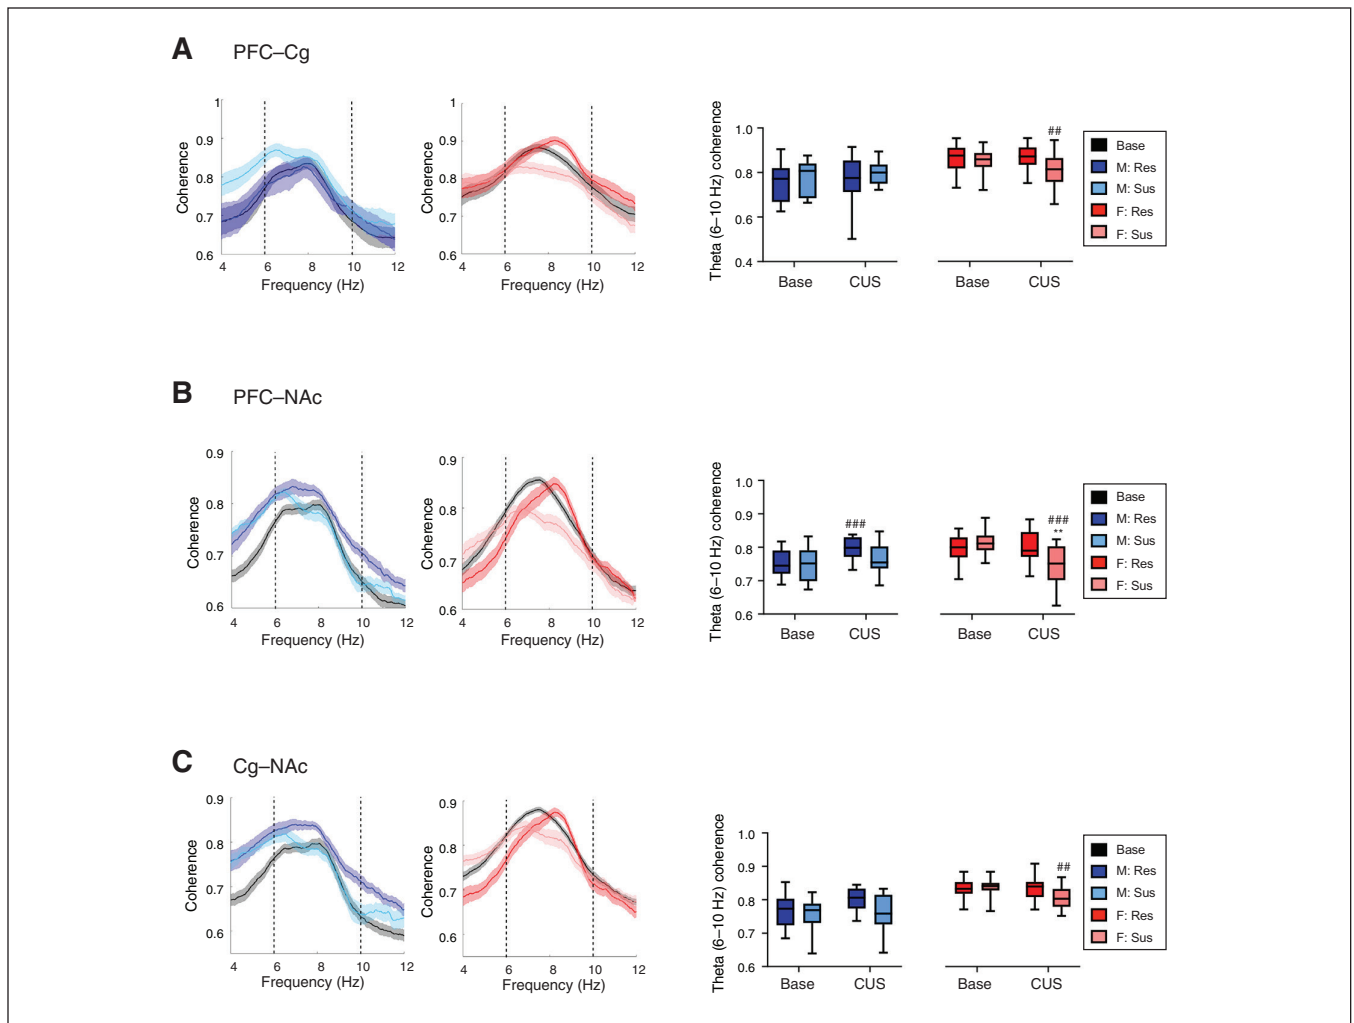 A PFC–Cg
1
0.9
0.8
0.7
0.6
Coherence
4 6 8 10 12
Frequency (Hz)
0.9
0.8
0.7
0.6
1
Coherence
4 6 8 10 12
Frequency (Hz)
1.0
0.8
0.6
0.4
Theta (6–10 Hz) coherence
##
Base CUS Base CUS
Base
M: Res
M: Sus
F: Res
F: Sus
B PFC–NAc
0.9
0.8
0.7
0.6
Coherence
4 6 8 10 12
Frequency (Hz)
0.9
0.8
0.7
0.6
Coherence
4 6 8 10 12
Frequency (Hz)
1.0
0.9
0.8
0.7
0.6
Theta (6–10 Hz) coherence
###
###
**
Base CUS Base CUS
Base
M: Res
M: Sus
F: Res
F: Sus
C Cg–NAc
0.9
0.8
0.7
0.6
Coherence
4 6 8 10 12
Frequency (Hz)
0.9
0.8
0.7
0.6
Coherence
4 6 8 10 12
Frequency (Hz)
1.0
0.9
0.8
0.7
0.6
Theta (6–10 Hz) coherence
##
Base CUS Base CUS
Base
M: Res
M: Sus
F: Res
F: Sus